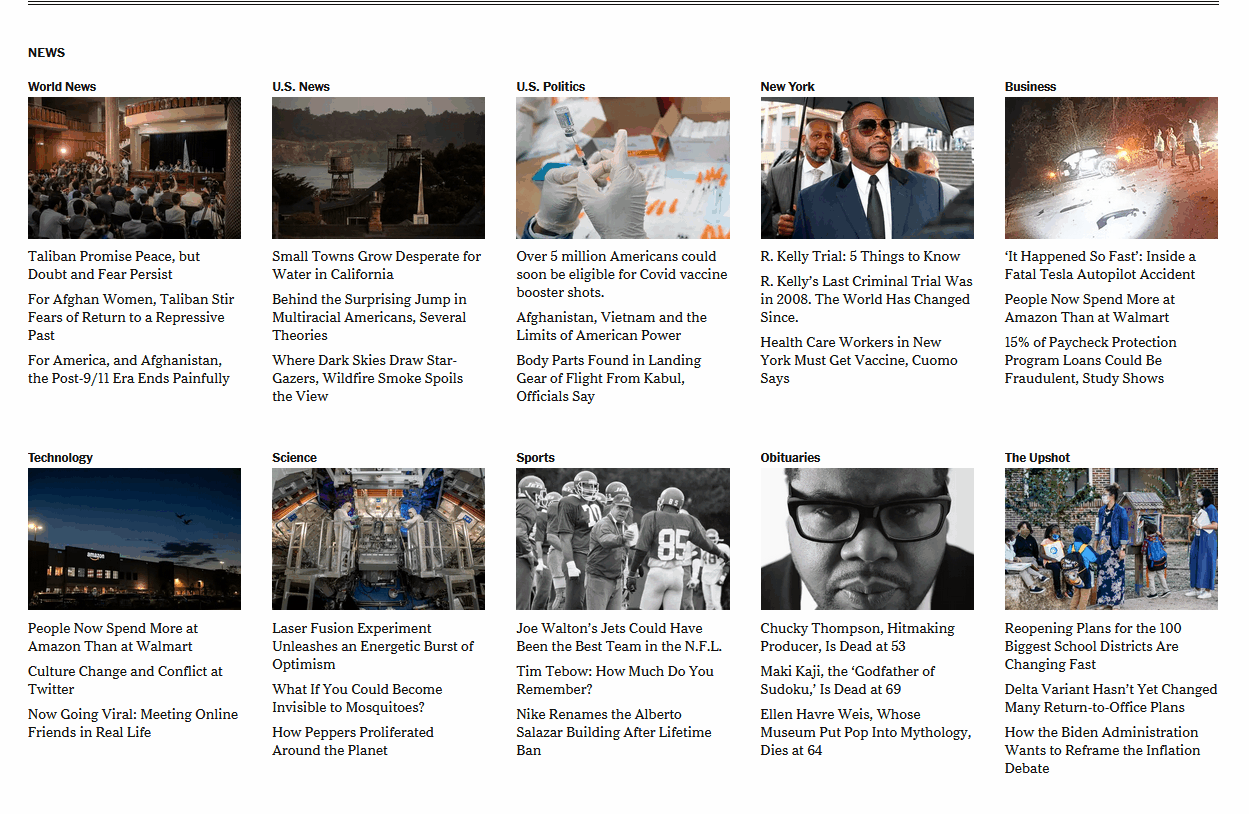 NEWS
World News
Taliban Promise Peace, but
Doubt and Fear Persist
For Afghan Women, Taliban Stir
Fears of Return to a Repressive
Past
For America, and Afghanistan,
the Post-9/11 Era Ends Painfully
U.S. News
Small Towns Grow Desperate for
Water in California
Behind the Surprising Jump in
Multiracial Americans, Several
Theories
Where Dark Skies Draw Star-
Gazers, Wildfire Smoke Spoils
the View
U.S. Politics
Over 5 million Americans could
soon be eligible for Covid vaccine
booster shots.
Afghanistan, Vietnam and the
Limits of American Power
Body Parts Found in Landing
Gear of Flight From Kabul,
Officials Say
New York
R. Kelly Trial: 5 Things to Know
R. Kelly’s Last Criminal Trial Was
in 2008. The World Has Changed
Since.
Health Care Workers in New
York Must Get Vaccine, Cuomo
Says
Business
‘It Happened So Fast’: Inside a
Fatal Tesla Autopilot Accident
People Now Spend More at
Amazon Than at Walmart
15% of Paycheck Protection
Program Loans Could Be
Fraudulent, Study Shows
Technology
amazon
People Now Spend More at
Amazon Than at Walmart
Culture Change and Conflict at
Twitter
Now Going Viral: Meeting Online
Friends in Real Life
Science
Laser Fusion Experiment
Unleashes an Energetic Burst of
Optimism
What If You Could Become
Invisible to Mosquitoes?
How Peppers Proliferated
Around the Planet
Sports
70
85
Joe Walton’s Jets Could Have
Been the Best Team in the N.F.L.
Tim Tebow: How Much Do You
Remember?
Nike Renames the Alberto
Salazar Building After Lifetime
Ban
Obituaries
Chucky Thompson, Hitmaking
Producer, Is Dead at 53
Maki Kaji, the ‘Godfather of
Sudoku,’ Is Dead at 69
Ellen Havre Weis, Whose
Museum Put Pop Into Mythology,
Dies at 64
The Upshot
Reopening Plans for the 100
Biggest School Districts Are
Changing Fast
Delta Variant Hasn’t Yet Changed
Many Return-to-Office Plans
How the Biden Administration
Wants to Reframe the Inflation
Debate